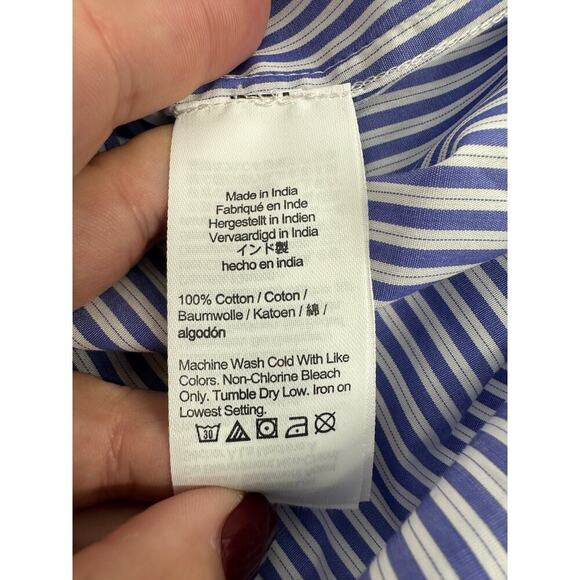 Made in India
Fabriqué en Inde
Hergestellt in Indien
Vervaardigd in India
インド製
hecho en india
100% Cotton / Coton /
Baumwolle / Katoen / 綿 /
algodón
Machine Wash Cold With Like
Colors. Non-Chlorine Bleach
Only. Tumble Dry Low. Iron on
Lowest Setting.
30